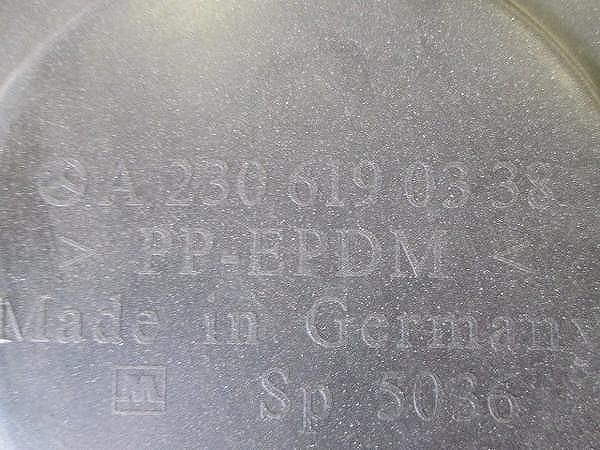 A 230 619 03 38
> PP-EPDM <
Made in Germany
M Sp 5036